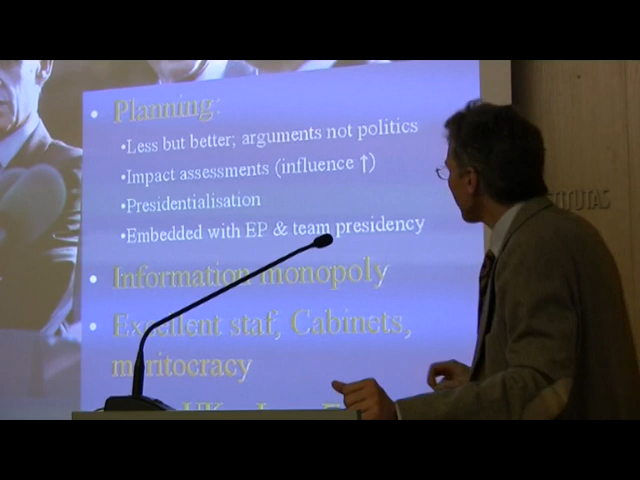 • Planning:
•Less but better; arguments not politics
•Impact assessments (influence ↑)
•Presidentialisation
•Embedded with EP & team presidency
• Information monopoly
• Excellent staf, Cabinets,
meritocracy
TITUTAS